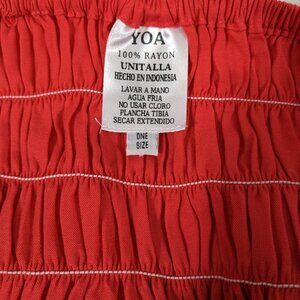 YOA
100% RAYON
UNITALLA
HECHO EN INDONESIA
LAVAR A MANO
AGUA FRIA
NO USAR CLORO
PLANCHA TIBIA
SECAR EXTENDIDO
ONE
SIZE